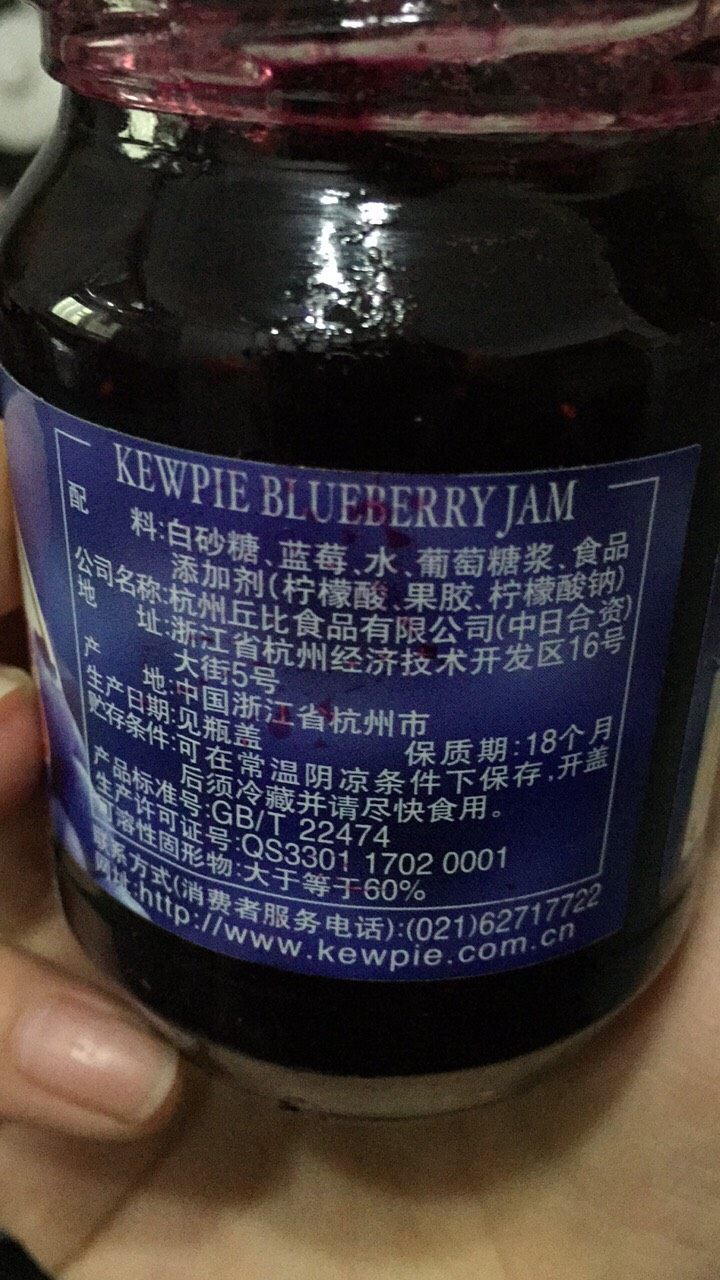 KEWPIE BLUEBERRY JAM
配 料:白砂糖、蓝莓、水、葡萄糖浆、食品
添加剂(柠檬酸、果胶、柠檬酸钠)
公司名称:杭州丘比食品有限公司(中日合资)
地 址:浙江省杭州经济技术开发区16号
大街5号
产 地:中国浙江省杭州市
生产日期:见瓶盖 保质期:18个月
贮存条件:可在常温阴凉条件下保存,开盖
后须冷藏并请尽快食用。
产品标准号:GB/T 22474
生产许可证号:QS3301 1702 0001
可溶性固形物:大于等于60%
联系方式(消费者服务电话):(021)62717722
网址:http://www.kewpie.com.cn